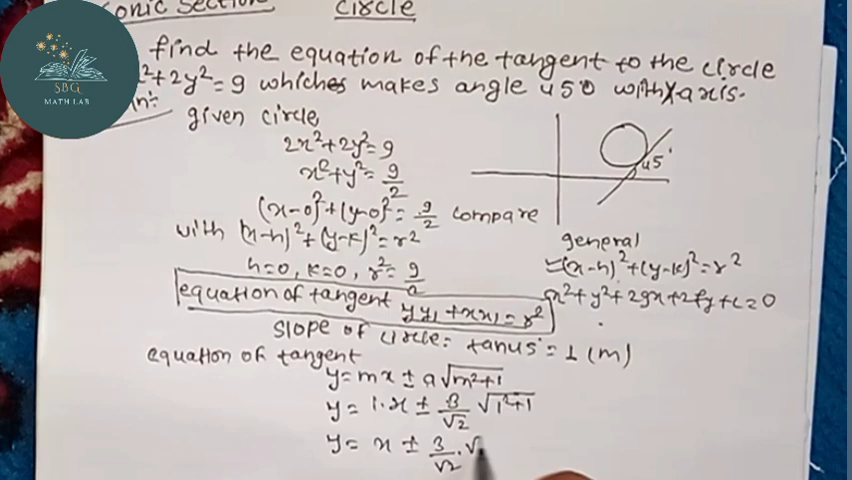 onic Section Circle
SBG
MATH LAB
find the equation of the tangent to the circle
x²+2y²=9 which makes angle 45° with x axis.
given circle
45°
2x²+2y²=9
x²+y²=9/2
(x-0)²+(y-0)²=9/2 compare
with (x-h)²+(y-k)²=r²
h=0, k=0, r²=9/2
general
(x-h)²+(y-k)²=r²
x²+y²+2gx+2fy+c=0
equation of tangent yy₁+xx₁=r²
Slope of circle= tan45°=1 (m)
equation of tangent
y=mx±a√m²+1
y=1.x±3/√2 √1²+1
y= x±3/√2.√